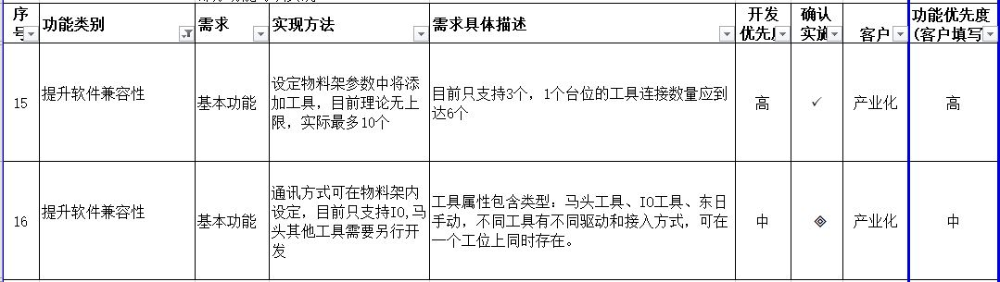 序号 功能类别 需求 实现方法 需求具体描述 开发优先 确认实施 客户 功能优先度(客户填写
15 提升软件兼容性 基本功能 设定物料架参数中将添加工具，目前理论无上限，实际最多10个 目前只支持3个，1个台位的工具连接数量应到达6个 高 ✓ 产业化 高
16 提升软件兼容性 基本功能 通讯方式可在物料架内设定，目前只支持IO,马头其他工具需要另行开发 工具属性包含类型：马头工具、IO工具、东日手动，不同工具有不同驱动和接入方式，可在一个工位上同时存在。 中 ◈ 产业化 中